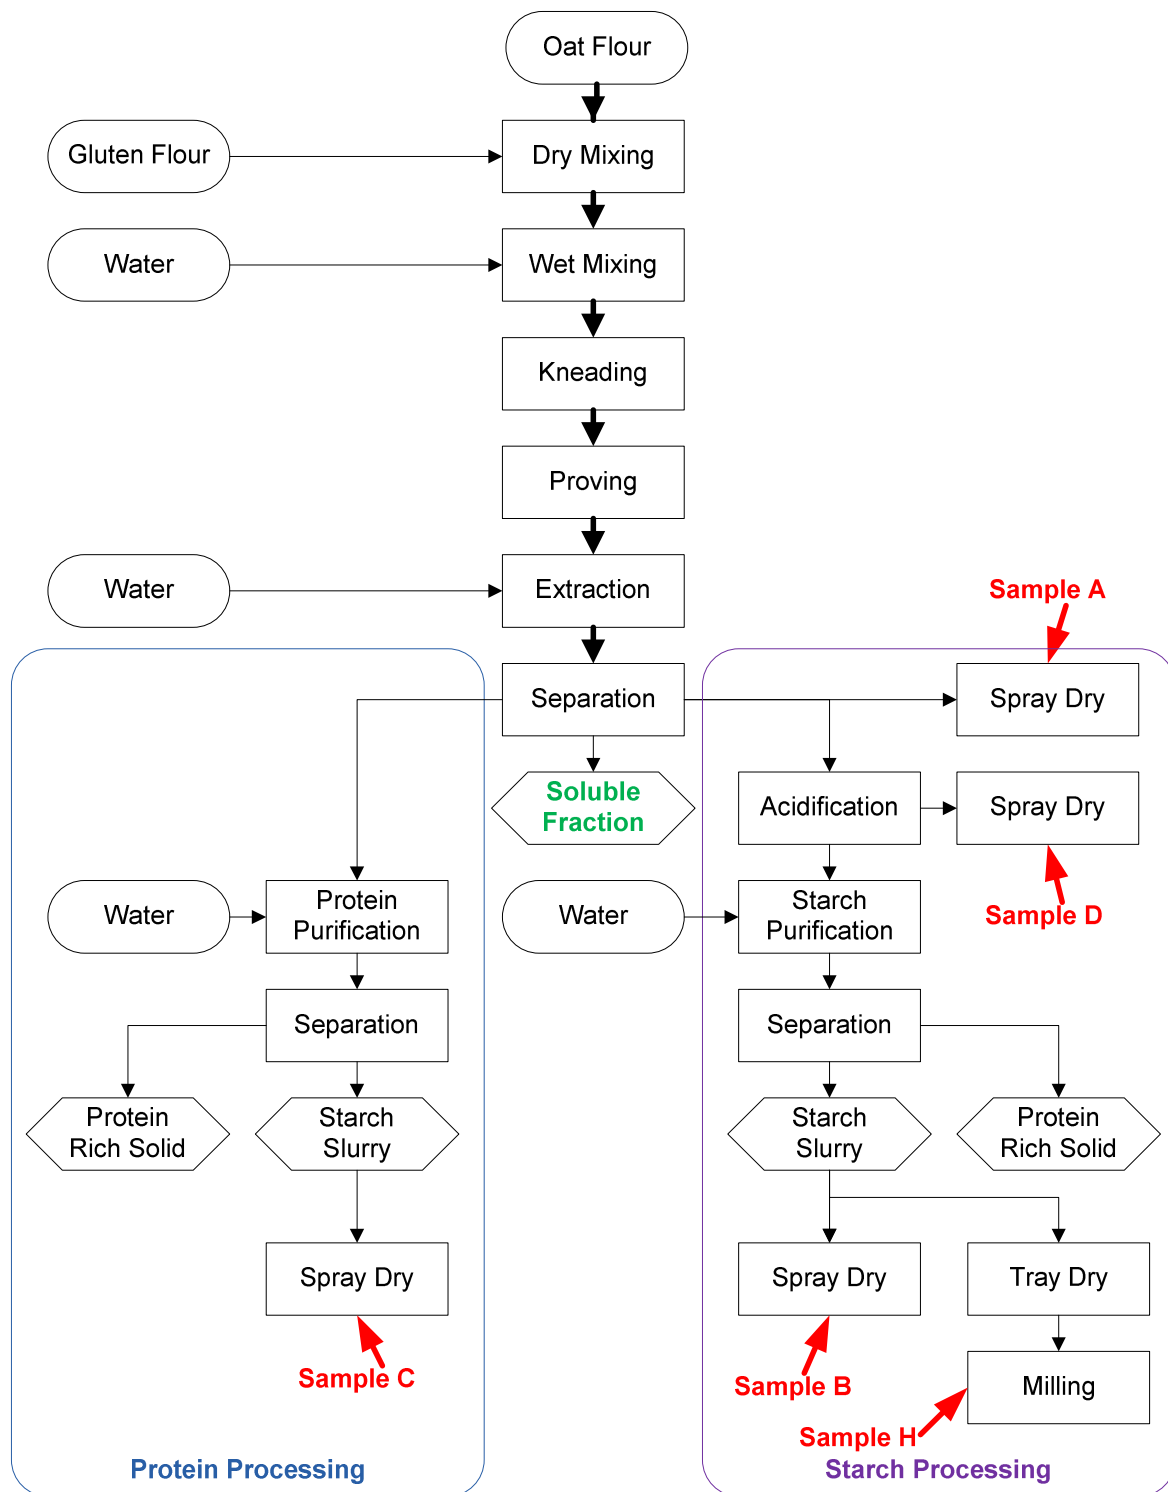 Oat Flour
Gluten Flour
Dry Mixing
Water
Wet Mixing
Kneading
Proving
Water
Extraction
Sample A
Separation
Spray Dry
Soluble
Fraction
Acidification
Spray Dry
Sample D
Water
Protein
Purification
Water
Starch
Purification
Separation
Separation
Protein
Rich Solid
Starch
Slurry
Starch
Slurry
Protein
Rich Solid
Spray Dry
Spray Dry
Tray Dry
Sample C
Sample B
Milling
Sample H
Protein Processing
Starch Processing